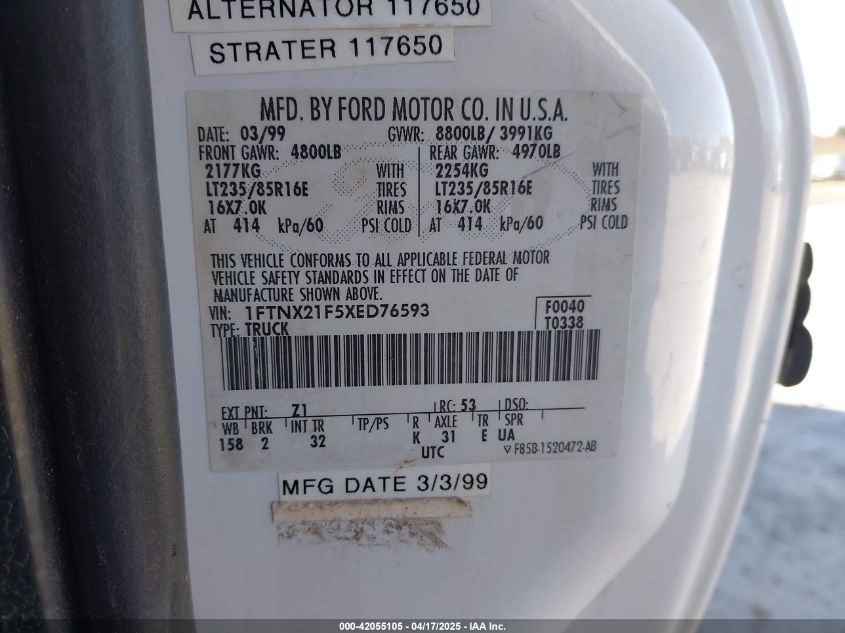 ALTERNATOR 117650
STRATER 117650
MFD. BY FORD MOTOR CO. IN U.S.A.
DATE: 03/99 GVWR: 8800LB/ 3991KG
FRONT GAWR: 4800LB REAR GAWR: 4970LB
2177KG WITH 2254KG WITH
LT235/85R16E TIRES LT235/85R16E TIRES
16X7.0K RIMS 16X7.0K RIMS
AT 414 kPa/60 PSI COLD AT 414 kPa/60 PSI COLD
THIS VEHICLE CONFORMS TO ALL APPLICABLE FEDERAL MOTOR
VEHICLE SAFETY STANDARDS IN EFFECT ON THE DATE OF
MANUFACTURE SHOWN ABOVE.
VIN: 1FTNX21F5XED76593 F0040
TYPE: TRUCK T0338
EXT PNT: Z1 RC: 53 DSO:
WB BRK INT TR TP/PS R AXLE TR SPR
158 2 32 K 31 E UA
UTC ▽ F85B-1520472-AB
MFG DATE 3/3/99
000-42055105 - 04/17/2025 - IAA Inc.